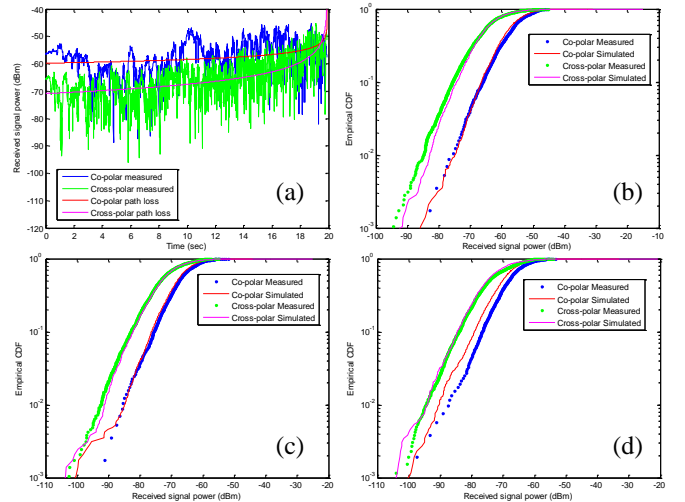 -40
-50
-60
-70
-80
-90
-100
-110
-120
Received signal power (dBm)
0 2 4 6 8 10 12 14 16 18 20
Time (sec)
Co-polar measured
Cross-polar measured
Co-polar path loss
Cross-polar path loss
(a)
10^0
10^-1
10^-2
10^-3
Empirical CDF
-100 -90 -80 -70 -60 -50 -40 -30 -20 -10
Received signal power (dBm)
Co-polar Measured
Co-polar Simulated
Cross-polar Measured
Cross-polar Simulated
(b)
10^0
10^-1
10^-2
10^-3
Empirical CDF
-110 -100 -90 -80 -70 -60 -50 -40 -30 -20
Received signal power (dBm)
Co-polar Measured
Co-polar Simulated
Cross-polar Measured
Cross-polar Simulated
(c)
10^0
10^-1
10^-2
10^-3
Empirical CDF
-110 -100 -90 -80 -70 -60 -50 -40 -30 -20
Received signal power (dBm)
Co-polar Measured
Co-polar Simulated
Cross-polar Measured
Cross-polar Simulated
(d)